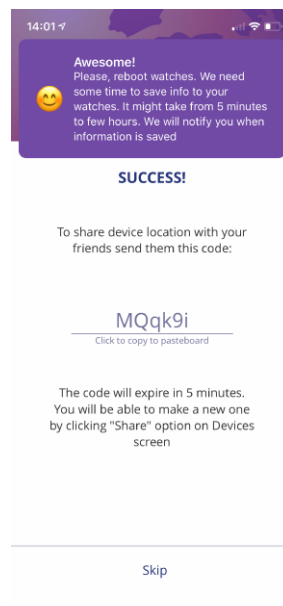 14:01
Awesome!
Please, reboot watches. We need
some time to save info to your
watches. It might take from 5 minutes
to few hours. We will notify you when
information is saved
SUCCESS!
To share device location with your
friends send them this code:
MQqk9i
Click to copy to pasteboard
The code will expire in 5 minutes.
You will be able to make a new one
by clicking "Share" option on Devices
screen
Skip